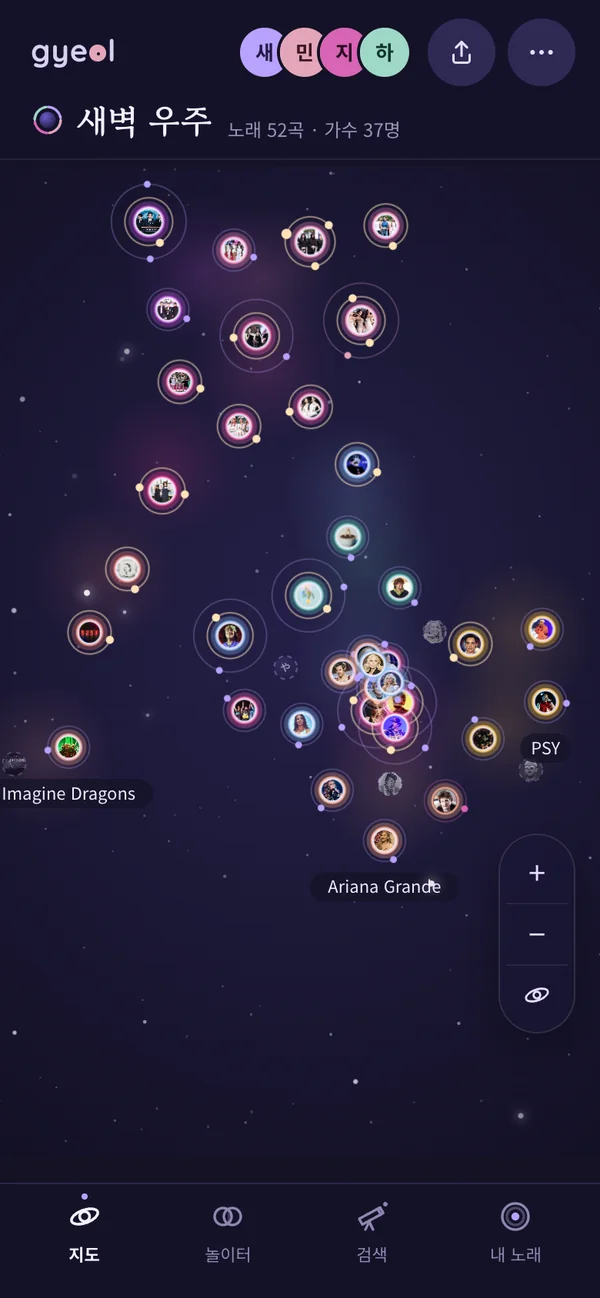 gyeol
새 민 지 하
새벽 우주 노래 52곡 · 가수 37명
PSY
Imagine Dragons
Ariana Grande
지도 놀이터 검색 내 노래